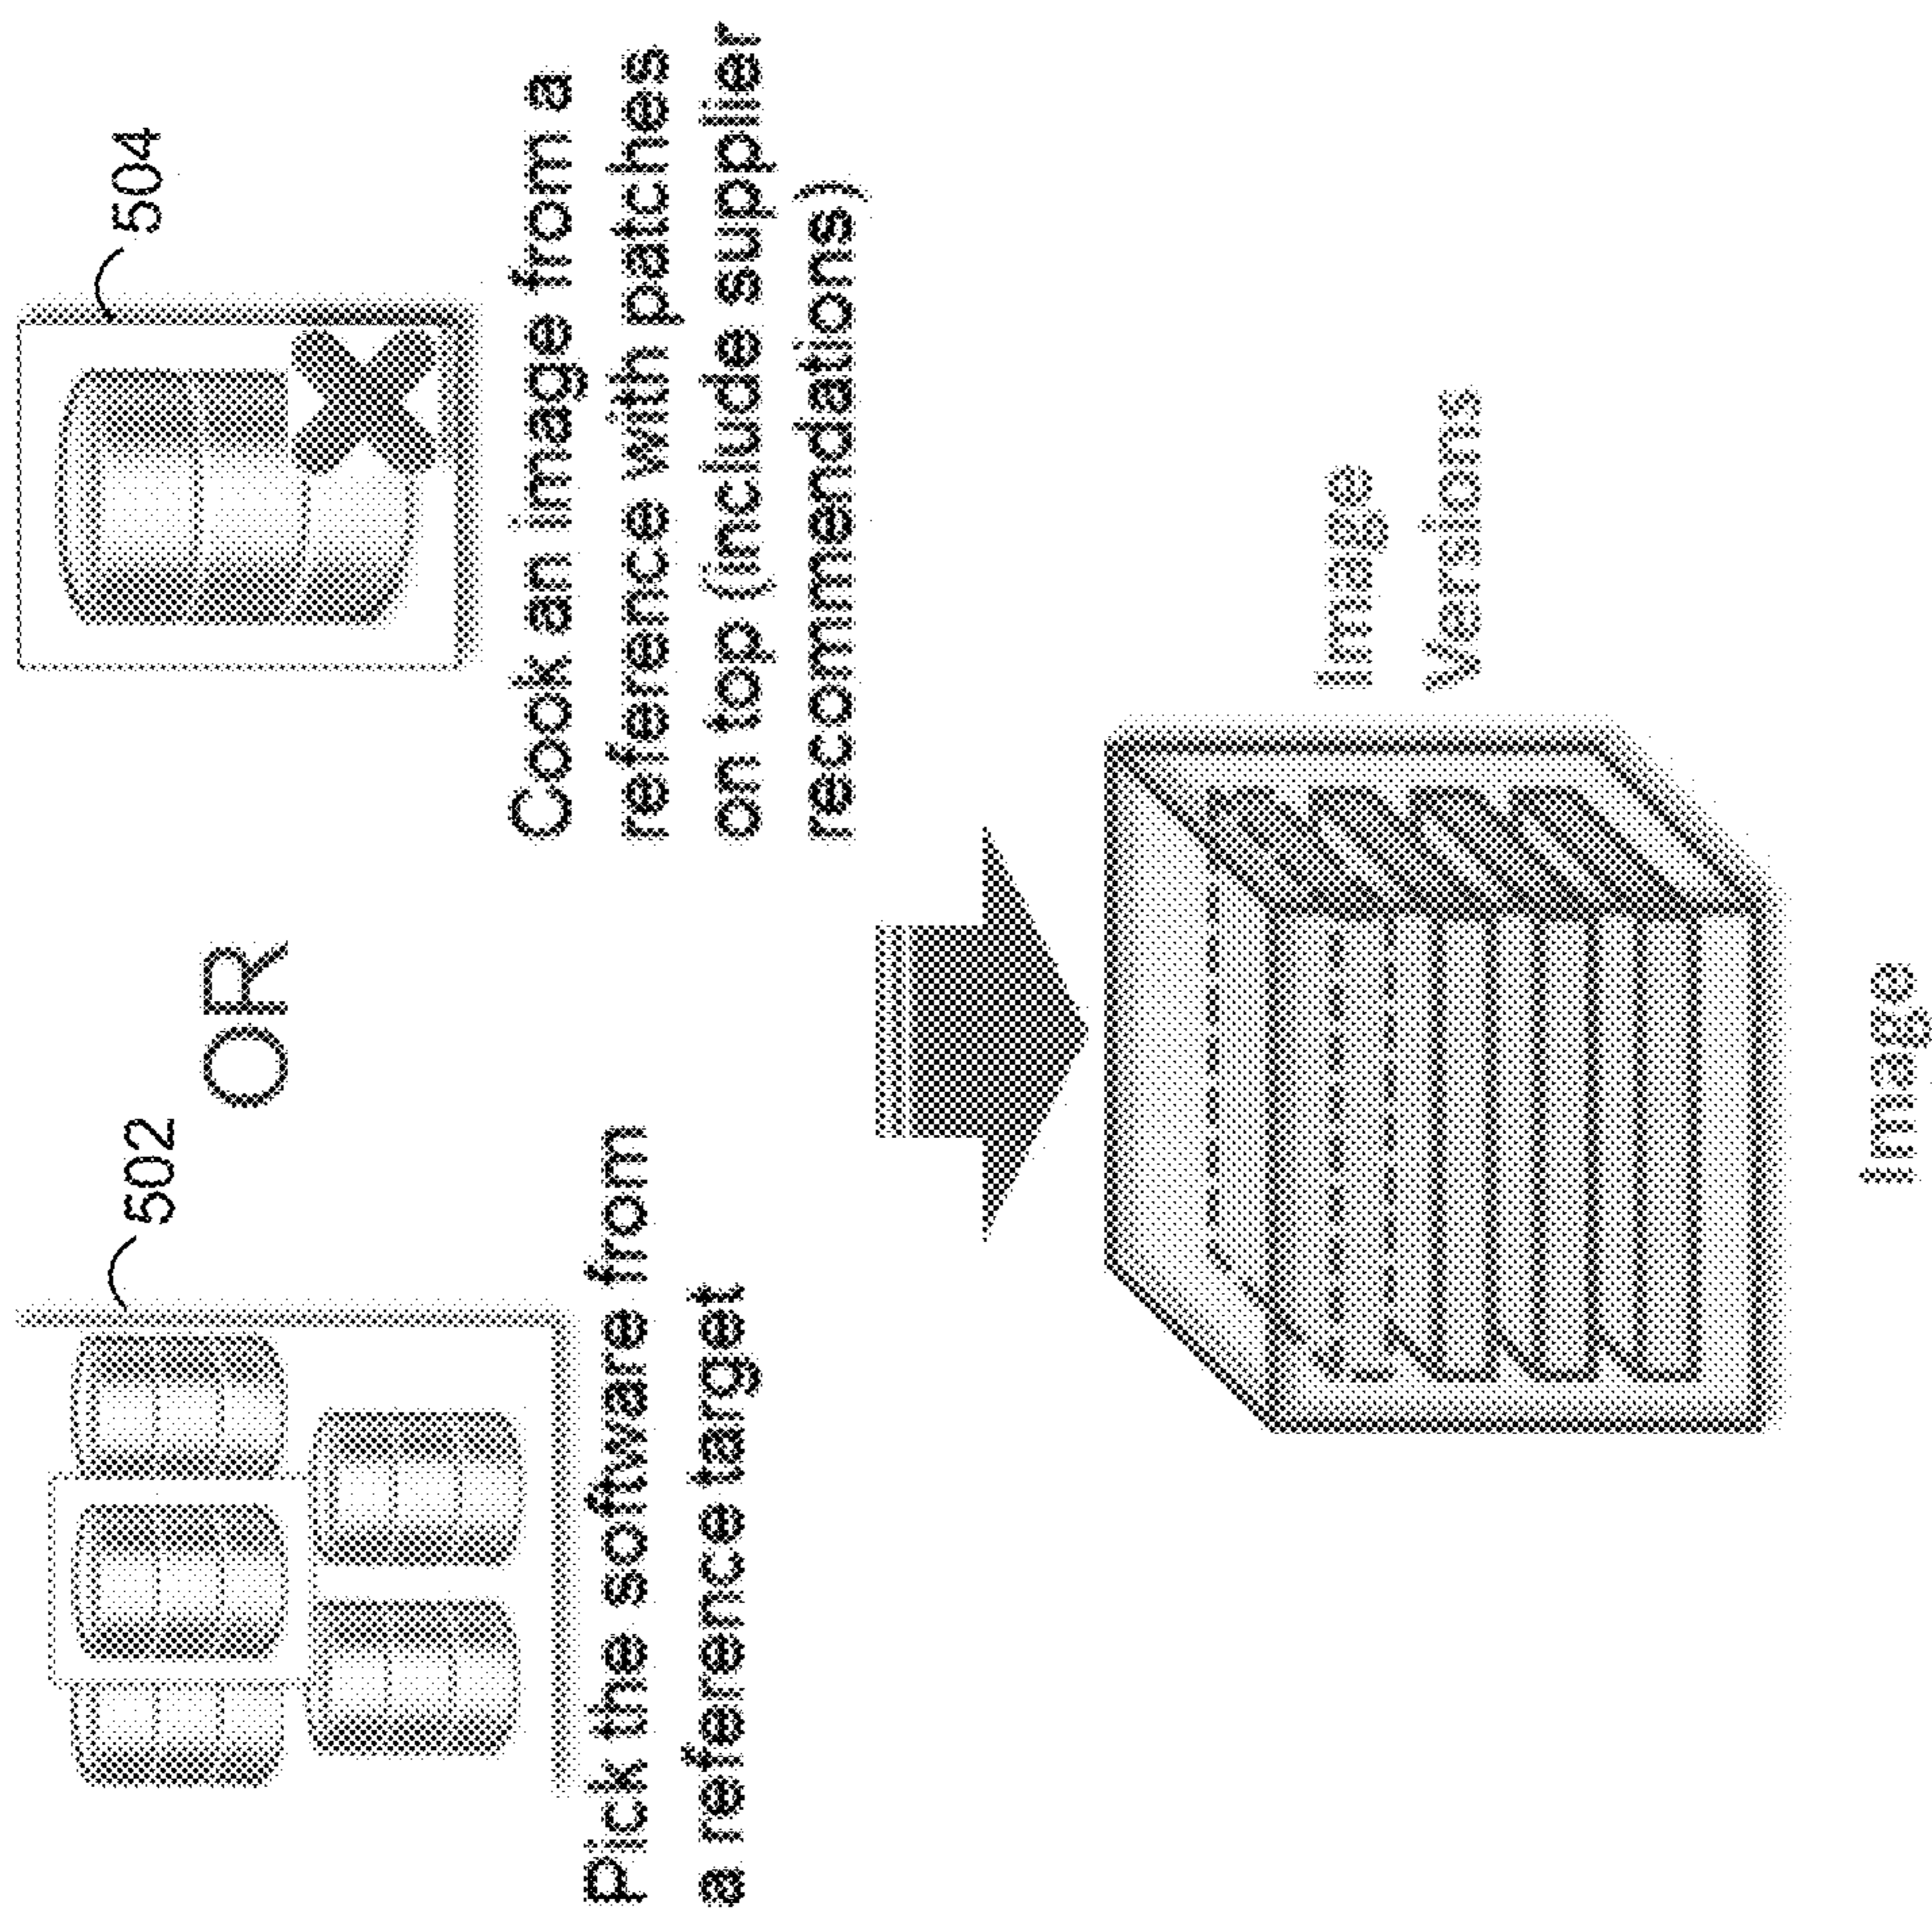 502
OR
504
Pick the software from
a reference target
Cook an image from a
reference with patches
on top (include supplier
recommendations)
Image
Versions
Image